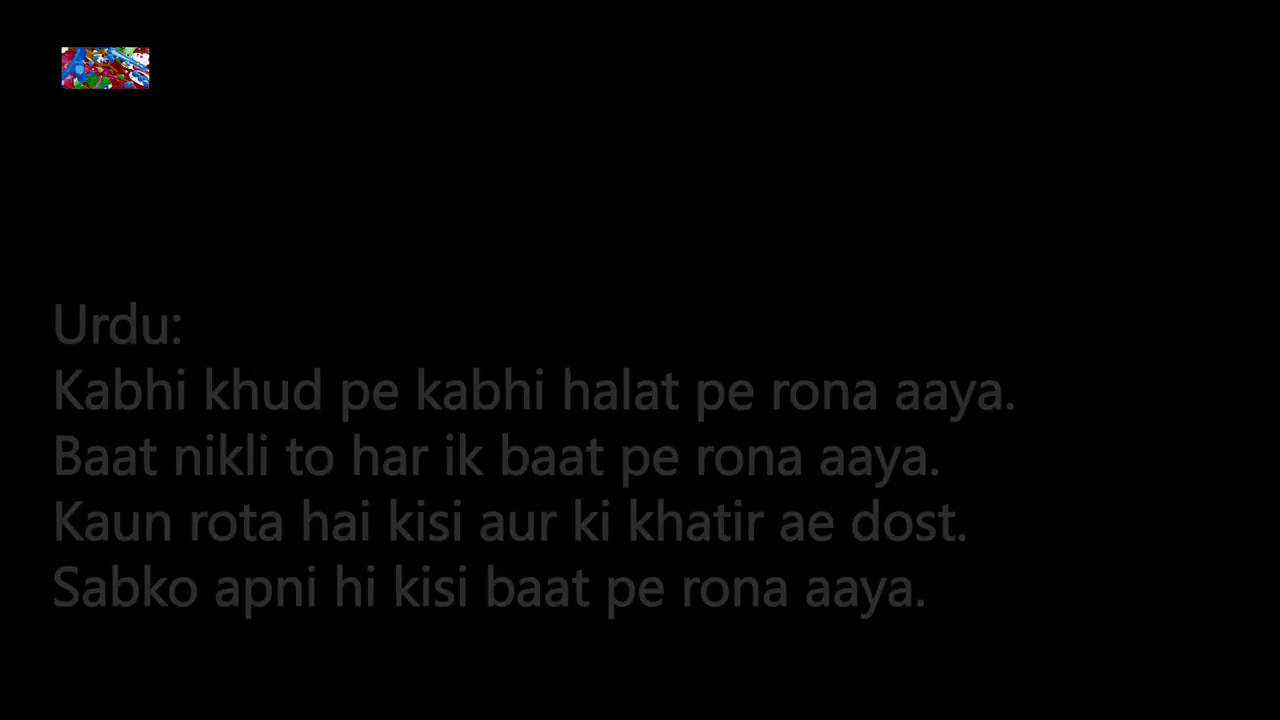 Urdu:
Kabhi khud pe kabhi halat pe rona aaya.
Baat nikli to har ik baat pe rona aaya.
Kaun rota hai kisi aur ki khatir ae dost.
Sabko apni hi kisi baat pe rona aaya.